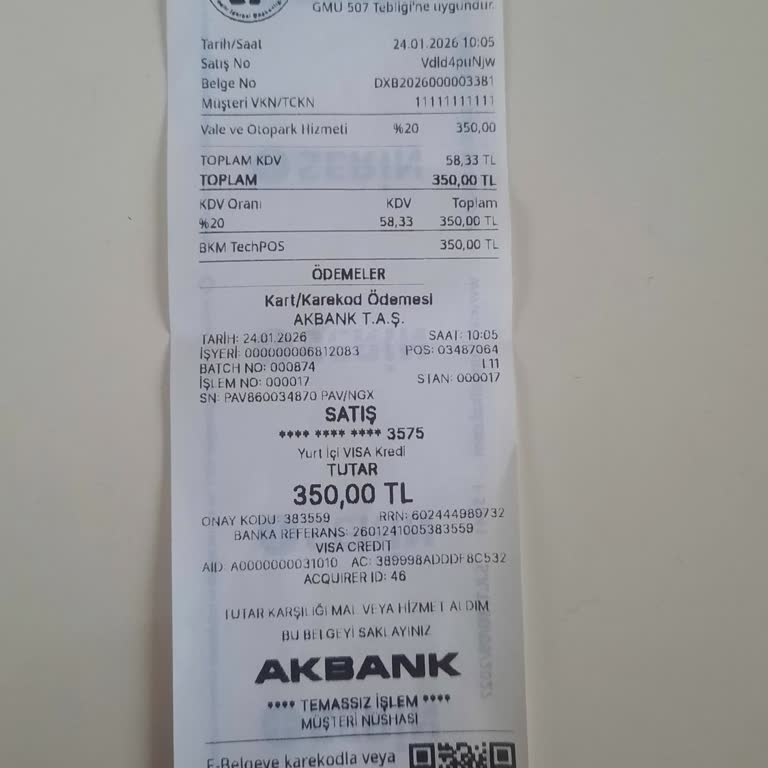 GMU 507 Tebliği'ne uygundur.
Tarih/Saat 24.01.2026 10:05
Satış No Vdld4puNjw
Belge No DXB2026000003381
Müşteri VKN/TCKN 11111111111
Vale ve Otopark Hizmeti %20 350,00
TOPLAM KDV 58,33 TL
TOPLAM 350,00 TL
KDV Oranı KDV Toplam
%20 58,33 350,00 TL
BKM TechPOS 350,00 TL
ÖDEMELER
Kart/Karekod Ödemesi
AKBANK T.A.Ş.
TARİH: 24.01.2026 SAAT: 10:05
İŞYERİ: 000000006812083 POS: 03487064
BATCH NO: 000874 L11
İŞLEM NO: 000017 STAN: 000017
SN: PAV860034870 PAV/NGX
SATIŞ
**** **** **** 3575
Yurt İçi VISA Kredi
TUTAR
350,00 TL
ONAY KODU: 383559 RRN: 602444989732
BANKA REFERANS: 2601241005383559
VISA CREDIT
AID: A0000000031010 AC: 389998ADDDF8C532
ACQUIRER ID: 46
TUTAR KARŞILIĞI MAL VEYA HİZMET ALDIM
BU BELGEYİ SAKLAYINIZ
AKBANK
**** TEMASSIZ İŞLEM ****
MÜŞTERİ NÜSHASI
E-Belgeye karekodla veya